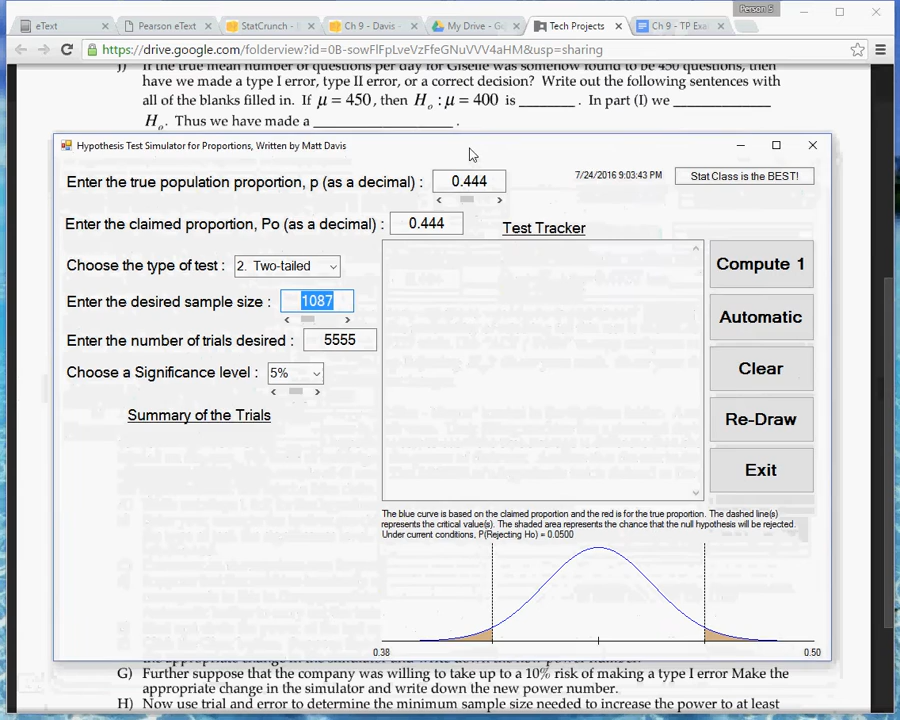 Person 5
eText
Pearson eText
StatCrunch -
Ch 9 - Davis
My Drive - G
Tech Projects
Ch 9 - TP Exa
https://drive.google.com/folderview?id=0B-sowFlFpLveVzFfeGNuVVV4aHM&usp=sharing
J) If the true mean number of questions per day for Giselle was somehow found to be 450 questions, then
have we made a type I error, type II error, or a correct decision? Write out the following sentences with
all of the blanks filled in. If μ = 450, then Ho : μ = 400 is _______ . In part (I) we ____________
Ho. Thus we have made a _________________ .
Hypothesis Test Simulator for Proportions, Written by Matt Davis
Enter the true population proportion, p (as a decimal) : 0.444
7/24/2016 9:03:43 PM
Stat Class is the BEST!
Enter the claimed proportion, Po (as a decimal) : 0.444
Test Tracker
Choose the type of test : 2. Two-tailed
Compute 1
Enter the desired sample size : 1087
Automatic
Enter the number of trials desired : 5555
Choose a Significance level : 5%
Clear
Summary of the Trials
Re-Draw
Exit
The blue curve is based on the claimed proportion and the red is for the true proportion. The dashed line(s)
represents the critical value(s). The shaded area represents the chance that the null hypothesis will be rejected.
Under current conditions, P(Rejecting Ho) = 0.0500
0.38
0.50
the appropriate change in the simulator and write down the new power number.
G) Further suppose that the company was willing to take up to a 10% risk of making a type I error Make the
appropriate change in the simulator and write down the new power number.
H) Now use trial and error to determine the minimum sample size needed to increase the power to at least